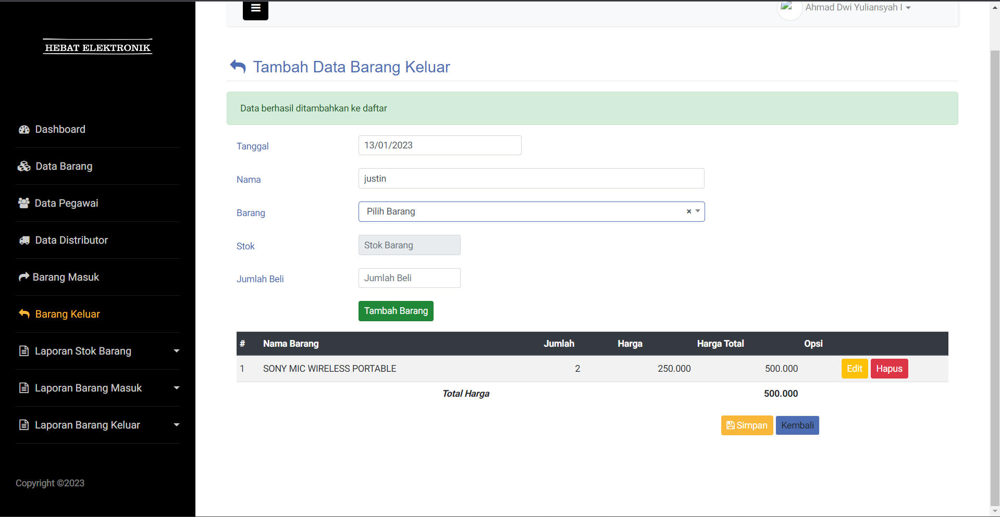 Ahmad Dwi Yuliansyah I
HEBAT ELEKTRONIK
Dashboard
Data Barang
Data Pegawai
Data Distributor
Barang Masuk
Barang Keluar
Laporan Stok Barang
Laporan Barang Masuk
Laporan Barang Keluar
Copyright ©2023
Tambah Data Barang Keluar
Data berhasil ditambahkan ke daftar
Tanggal 13/01/2023
Nama justin
Barang Pilih Barang ×
Stok Stok Barang
Jumlah Beli Jumlah Beli
Tambah Barang
# Nama Barang Jumlah Harga Harga Total Opsi
1 SONY MIC WIRELESS PORTABLE 2 250.000 500.000 Edit Hapus
Total Harga 500.000
Simpan Kembali